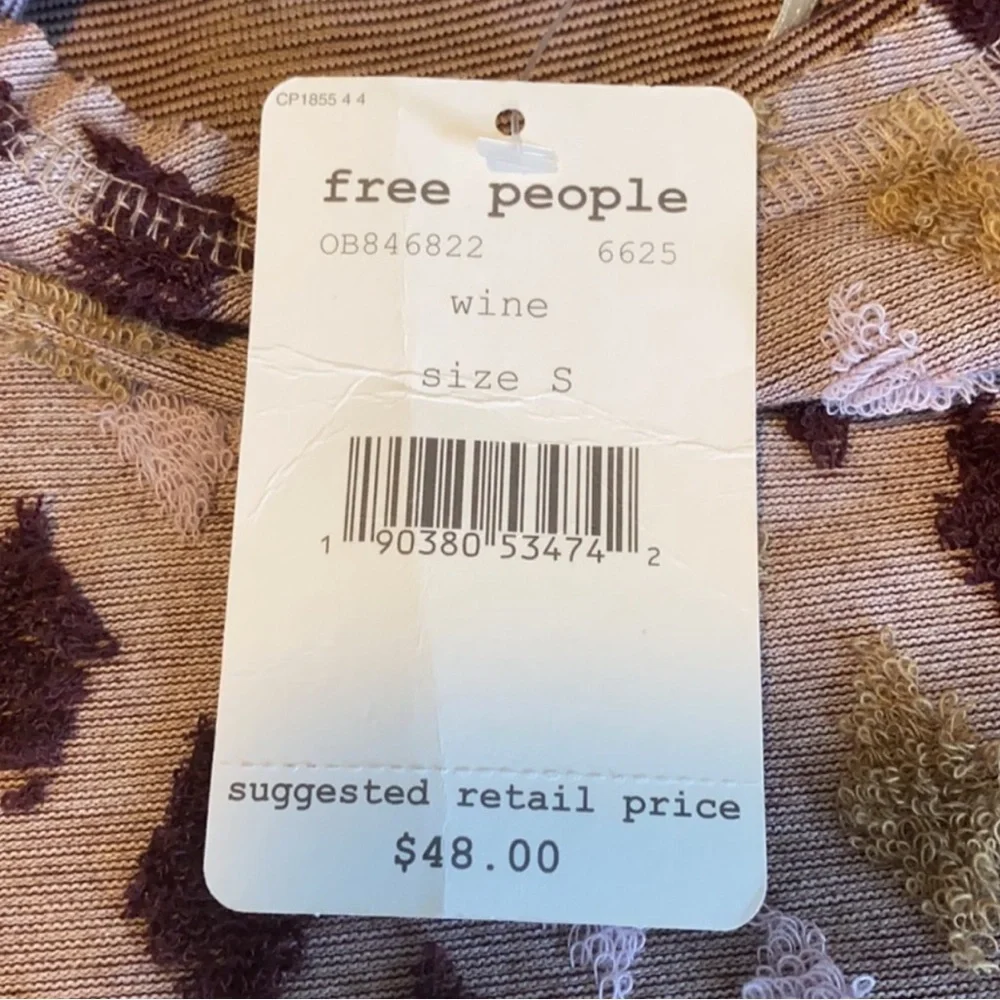 CP1855 4 4
free people
OB846822 6625
wine
size S
1 90380 53474 2
suggested retail price
$48.00